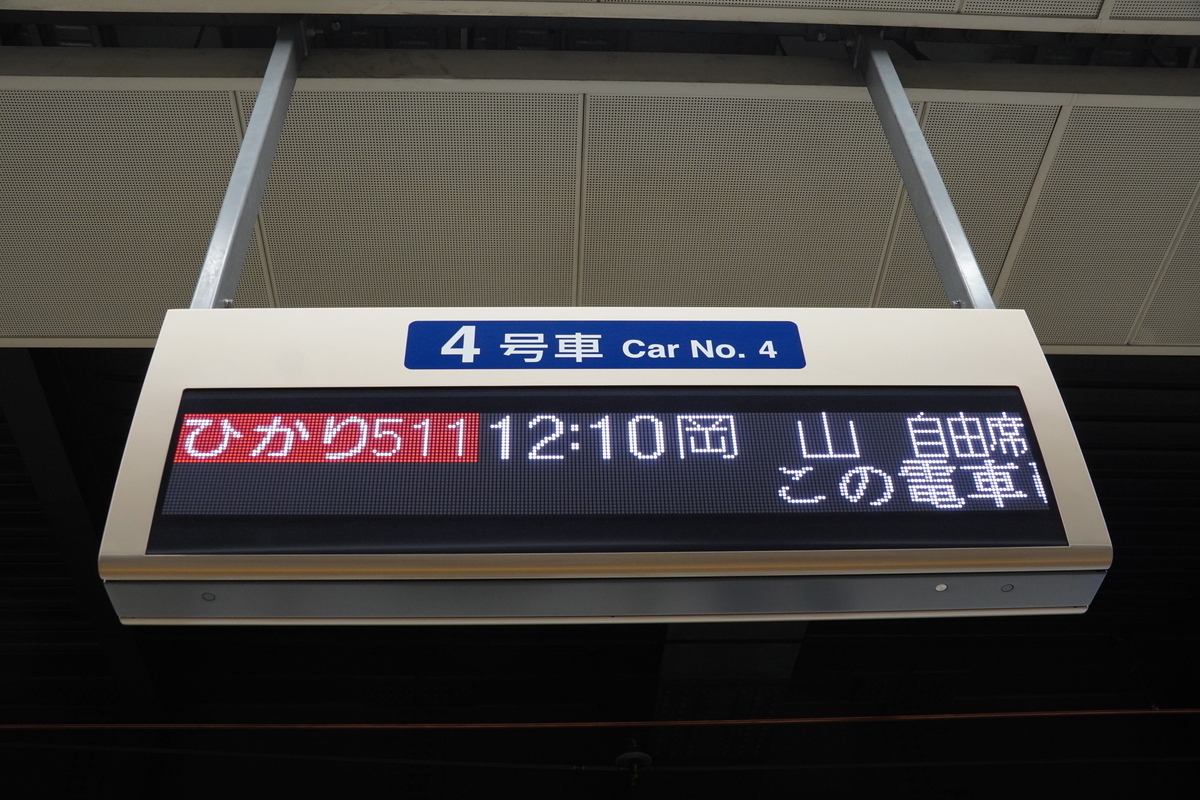 4 号車 Car No. 4
ひかり511 12:10 岡 山 自由席
この電車